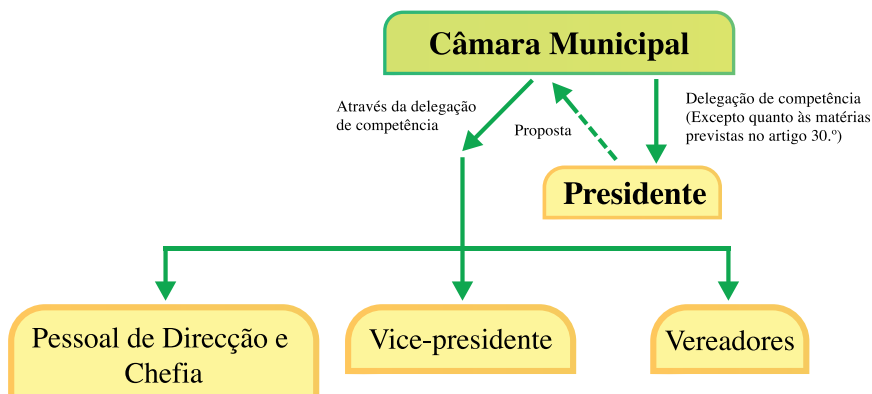 Câmara Municipal
Através da delegação
de competência
Proposta
Delegação de competência
(Excepto quanto às matérias
previstas no artigo 30.º)
Presidente
Pessoal de Direcção e
Chefia
Vice-presidente
Vereadores